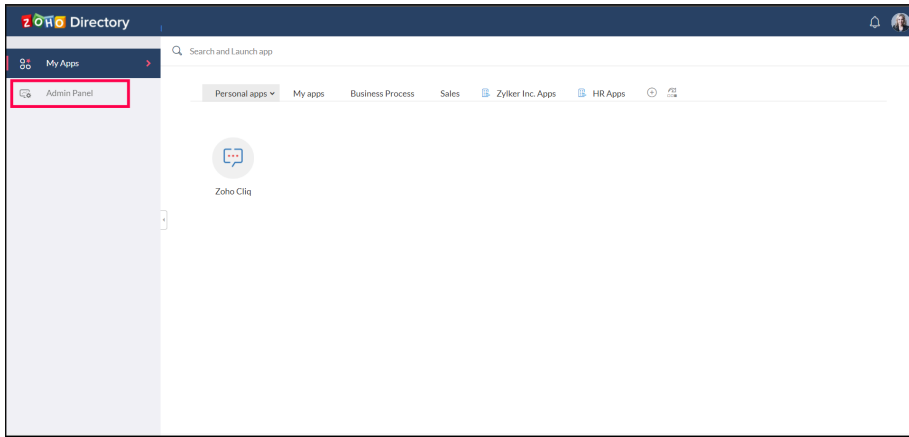 ZOHO Directory
Search and Launch app
My Apps
Admin Panel
Personal apps My apps Business Process Sales Zylker Inc. Apps HR Apps
Zoho Cliq